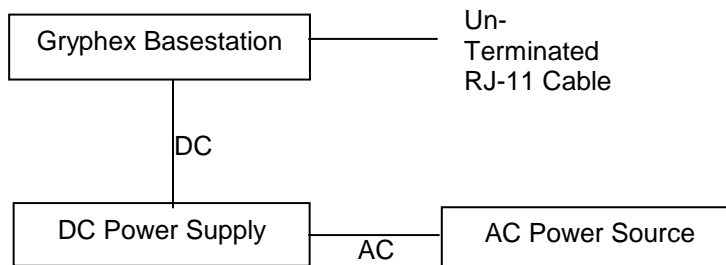 Gryphex Basestation
Un-
Terminated
RJ-11 Cable
DC
DC Power Supply
AC
AC Power Source